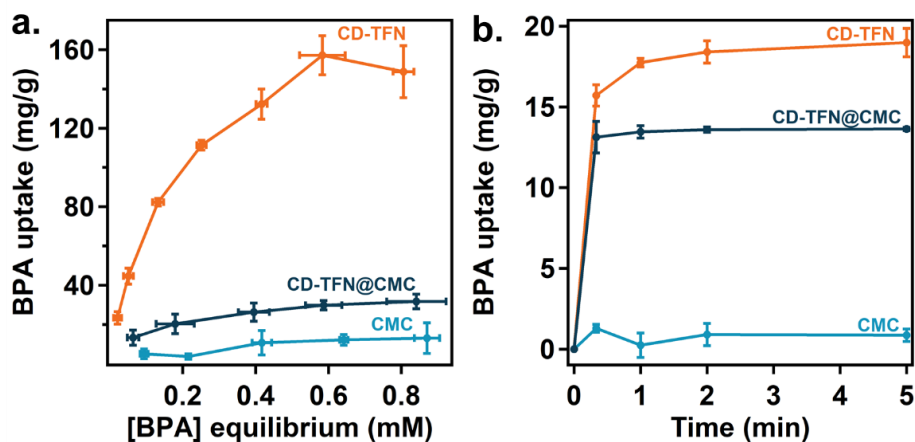 a.
BPA uptake (mg/g)
160
120
80
40
CD-TFN
CD-TFN@CMC
CMC
0.2 0.4 0.6 0.8
[BPA] equilibrium (mM)
b.
BPA uptake (mg/g)
20
15
10
5
0
CD-TFN
CD-TFN@CMC
CMC
0 1 2 3 4 5
Time (min)